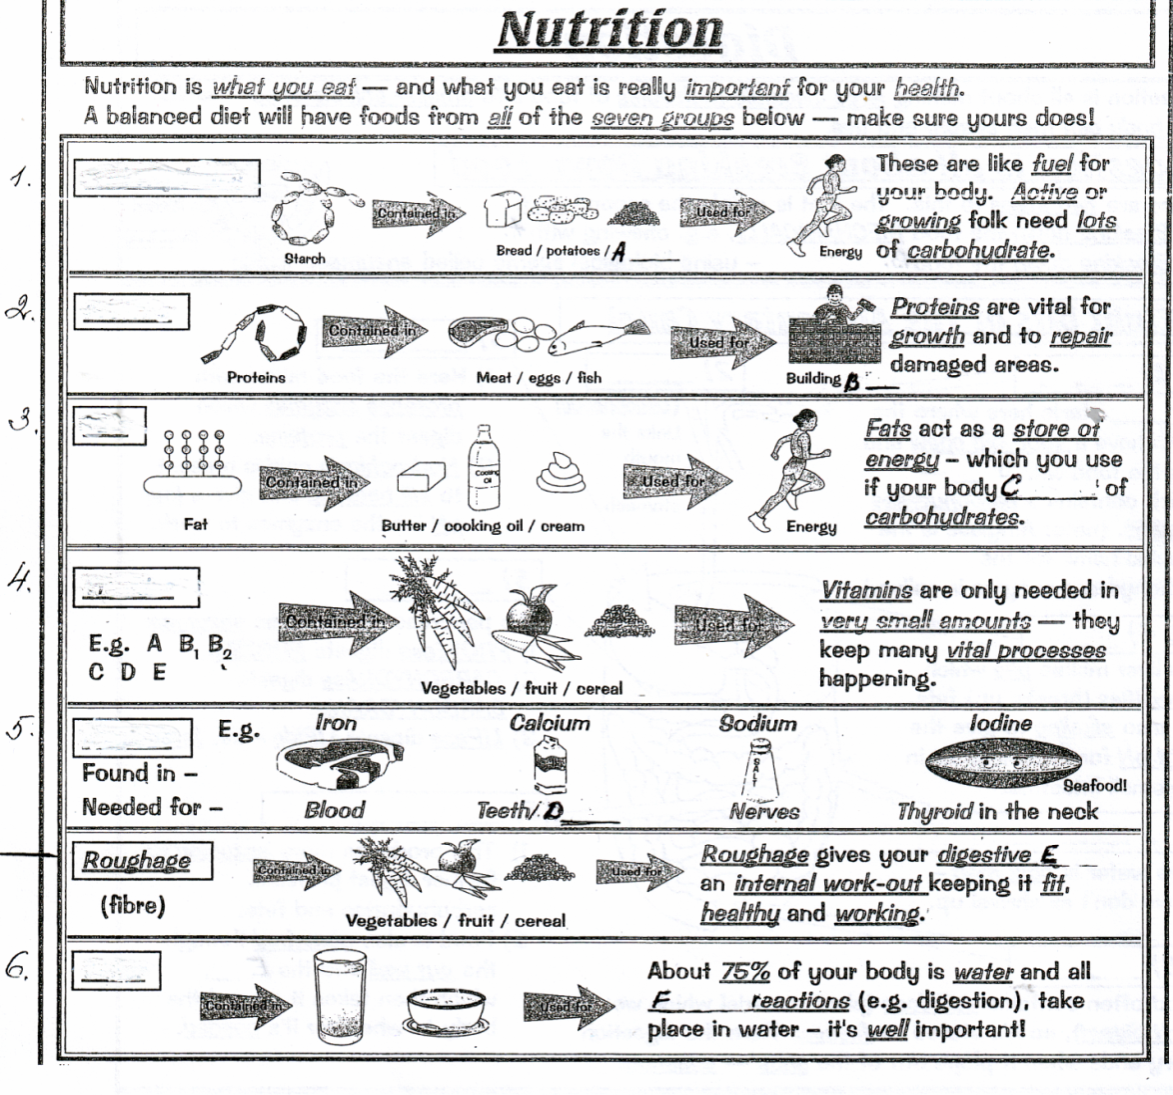 Nutrition
Nutrition is what you eat — and what you eat is really important for your health.
A balanced diet will have foods from all of the seven groups below — make sure yours does!
1.
Starch
Contained in
Bread / potatoes / A ____
Used for
Energy
These are like fuel for
your body. Active or
growing folk need lots
of carbohydrate.
2.
Proteins
Contained in
Meat / eggs / fish
Used for
Building B ___
Proteins are vital for
growth and to repair
damaged areas.
3.
Fat
Contained in
Cooking Oil
Butter / cooking oil / cream
Used for
Energy
Fats act as a store of
energy – which you use
if your body C ______ of
carbohydrates.
4.
E.g. A B1 B2
C D E
Contained in
Vegetables / fruit / cereal
Used for
Vitamins are only needed in
very small amounts — they
keep many vital processes
happening.
5.
E.g. Iron Calcium Sodium Iodine
SALT
Seafood!
Found in –
Needed for – Blood Teeth/ D ____ Nerves Thyroid in the neck
Roughage
(fibre)
Contained in
Vegetables / fruit / cereal
Used for
Roughage gives your digestive E
an internal work-out keeping it fit,
healthy and working.
6.
Contained in
Used for
About 75% of your body is water and all
F ______ reactions (e.g. digestion), take
place in water – it's well important!